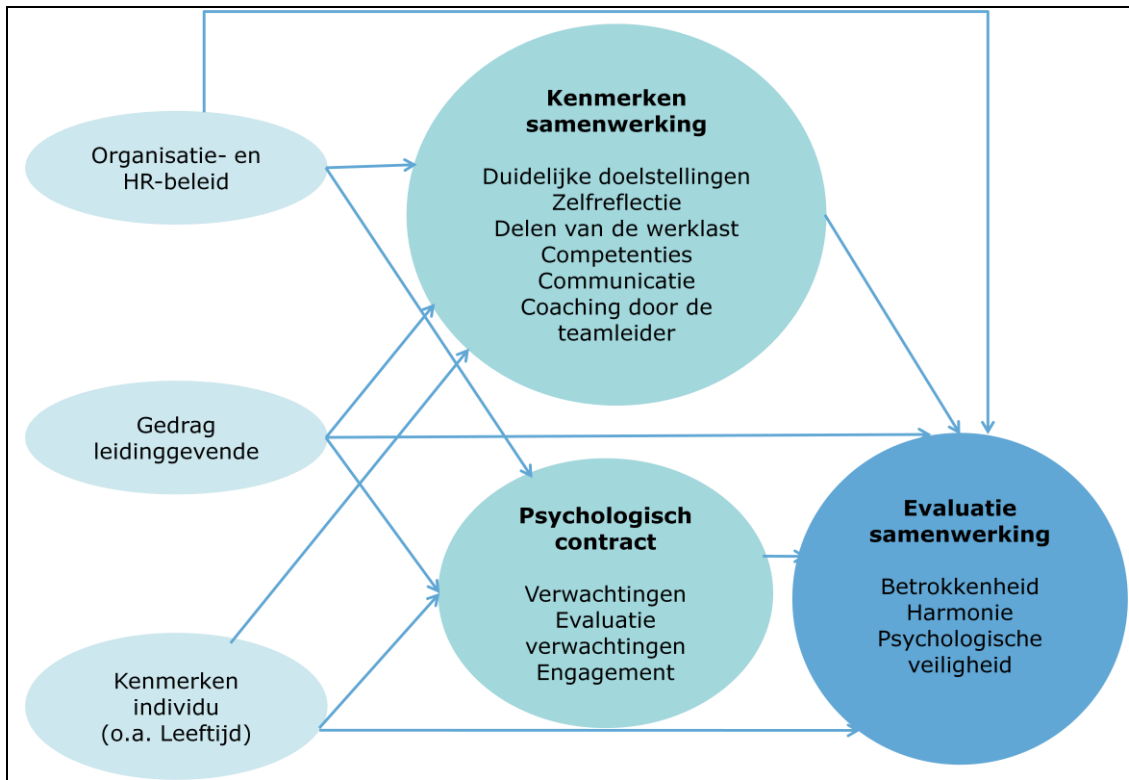 Organisatie- en
HR-beleid
Gedrag
leidinggevende
Kenmerken
individu
(o.a. Leeftijd)
Kenmerken
samenwerking
Duidelijke doelstellingen
Zelfreflectie
Delen van de werklast
Competenties
Communicatie
Coaching door de
teamleider
Psychologisch
contract
Verwachtingen
Evaluatie
verwachtingen
Engagement
Evaluatie
samenwerking
Betrokkenheid
Harmonie
Psychologische
veiligheid